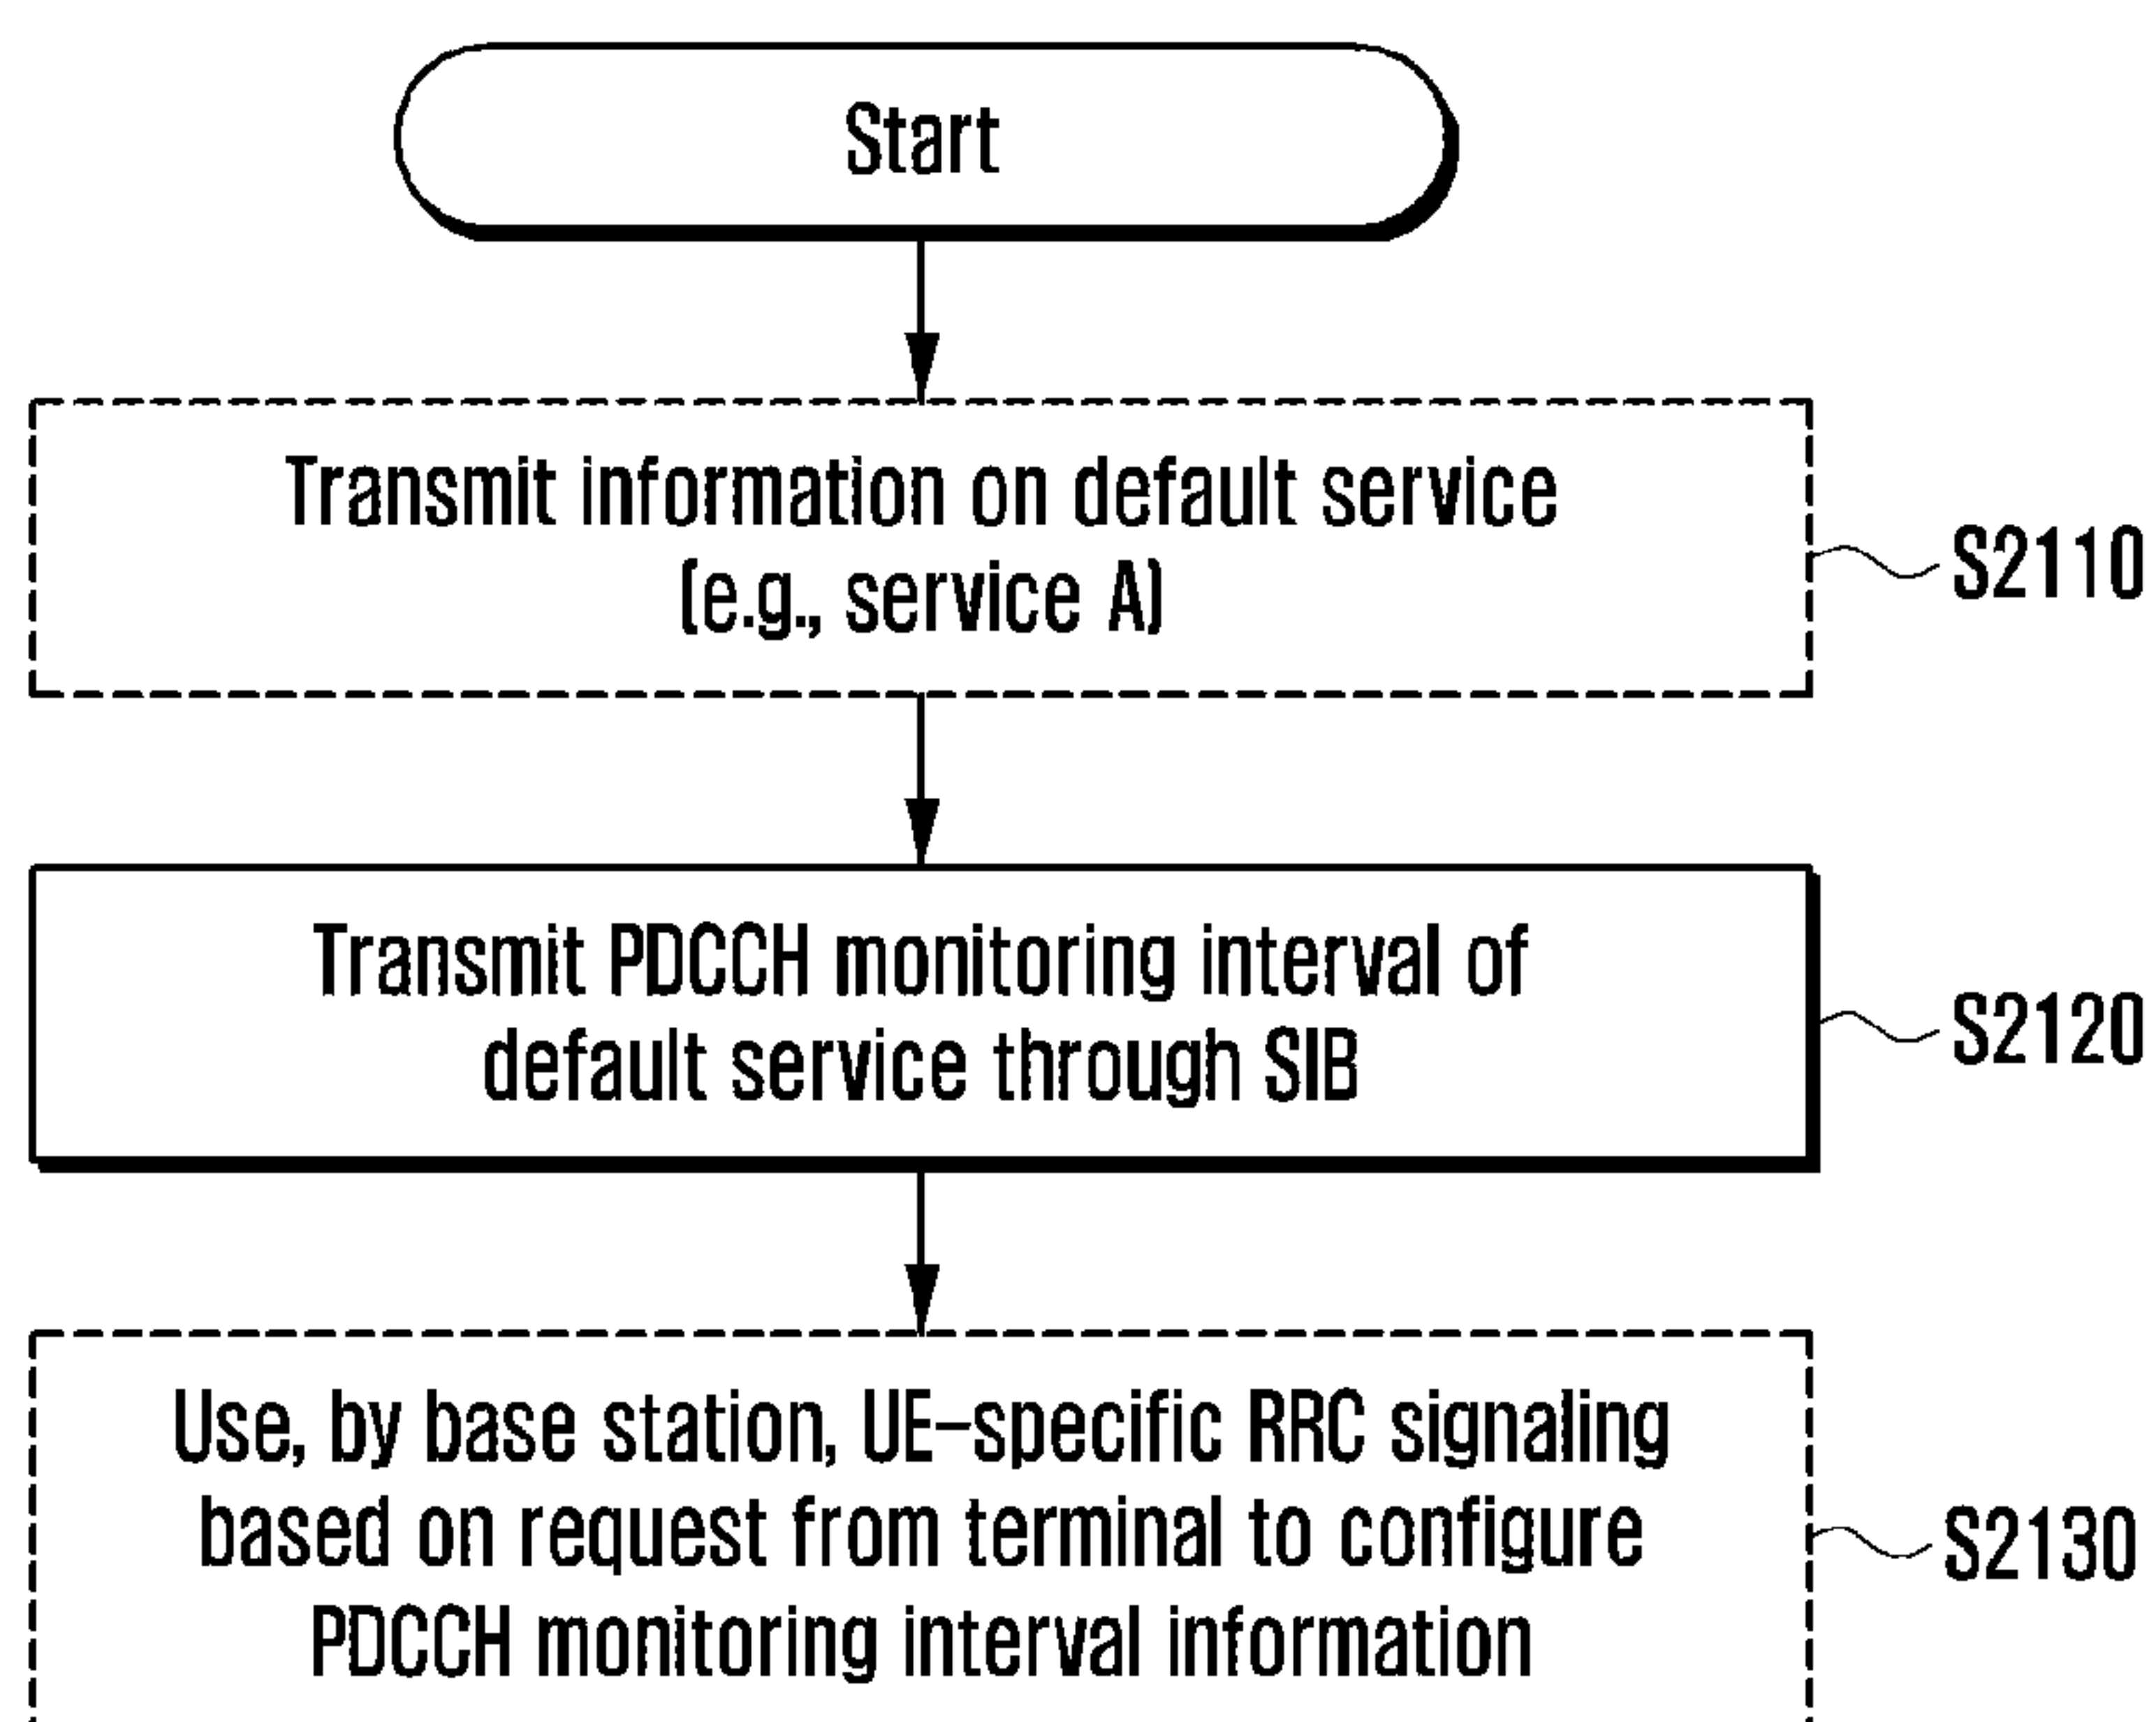 Start
Transmit information on default service
(e.g., service A)
S2110
Transmit PDCCH monitoring interval of
default service through SIB
S2120
Use, by base station, UE-specific RRC signaling
based on request from terminal to configure
PDCCH monitoring interval information
S2130